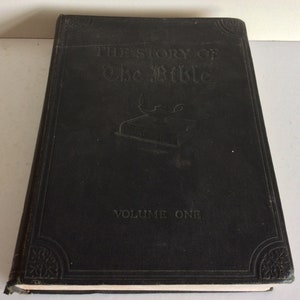 THE STORY OF
The Bible
VOLUME ONE